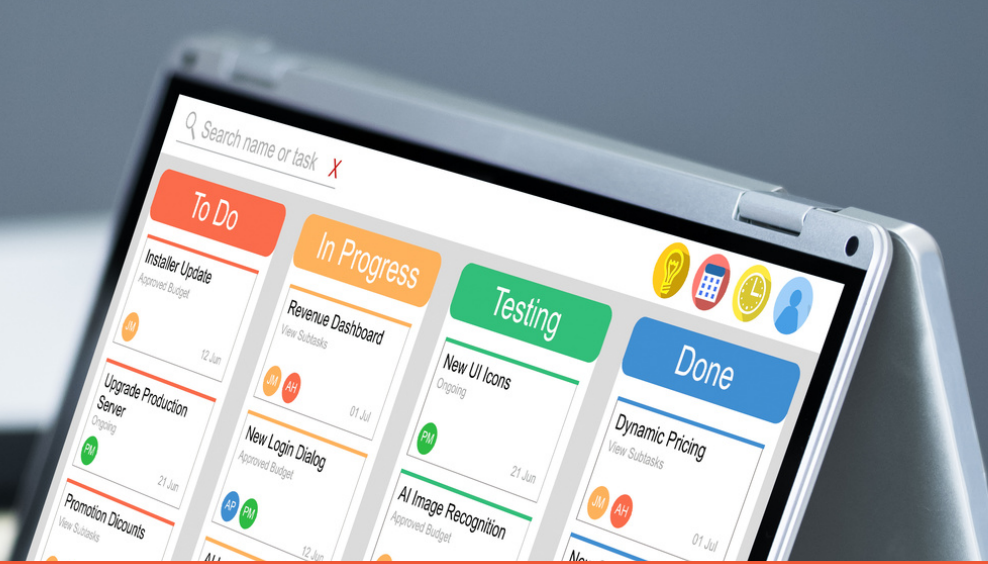 Search name or task X
To Do
Installer Update
Approved Budget
JM
12 Jun
Upgrade Production
Server
Ongoing
PM
21 Jun
Promotion Dicounts
View Subtasks
In Progress
Revenue Dashboard
View Subtasks
JM AH
01 Jul
New Login Dialog
Approved Budget
AP PM
12 Jun
Testing
New UI Icons
Ongoing
PM
21 Jun
AI Image Recognition
Approved Budget
Done
Dynamic Pricing
View Subtasks
JM AH
01 Jul